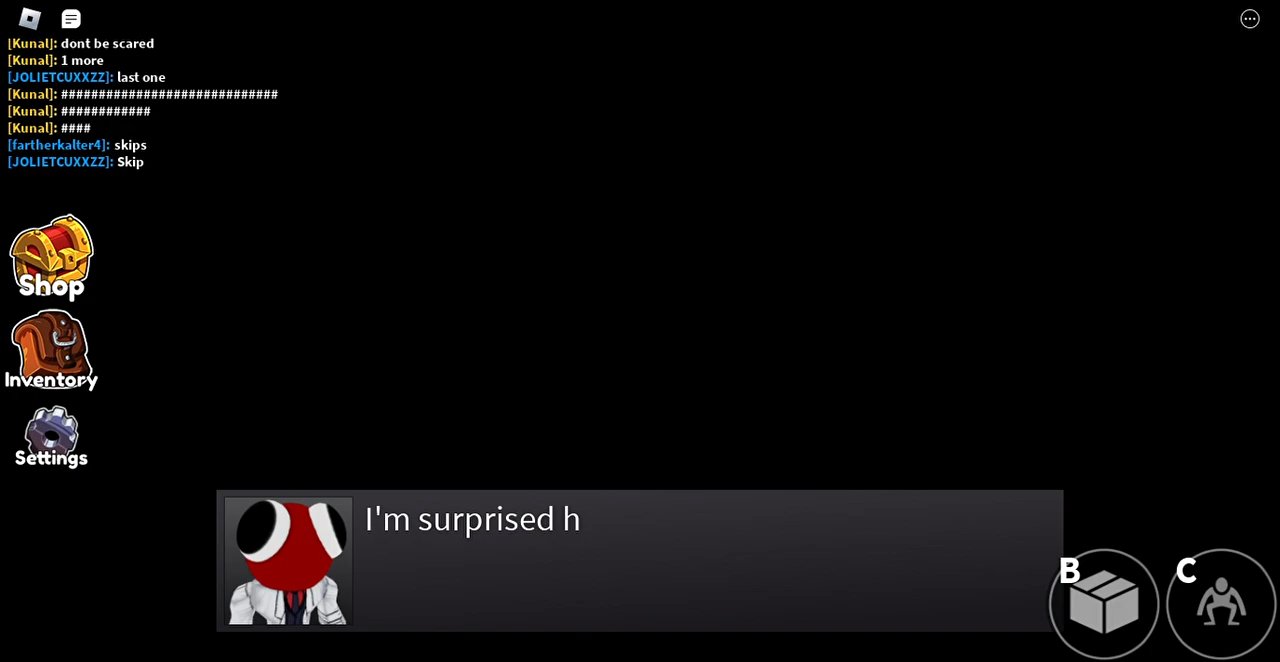 [Kunal]: dont be scared
[Kunal]: 1 more
[JOLIETCUXXZZ]: last one
[Kunal]: #############################
[Kunal]: ############
[Kunal]: ####
[fartherkalter4]: skips
[JOLIETCUXXZZ]: Skip
Shop
Inventory
Settings
I'm surprised h
B
C